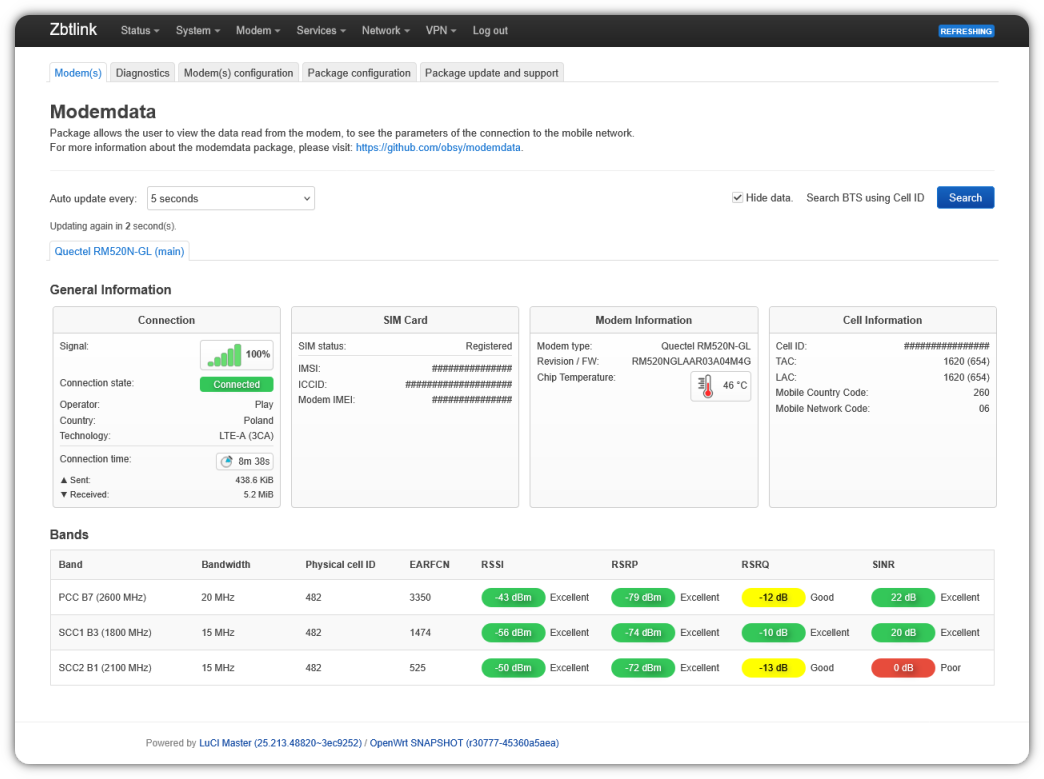 Zbtlink Status System Modem Services Network VPN Log out REFRESHING
Modem(s) Diagnostics Modem(s) configuration Package configuration Package update and support
Modemdata
Package allows the user to view the data read from the modem, to see the parameters of the connection to the mobile network.
For more information about the modemdata package, please visit: https://github.com/obsy/modemdata.
Auto update every: 5 seconds Hide data. Search BTS using Cell ID Search
Updating again in 2 second(s).
Quectel RM520N-GL (main)
General Information
Connection
Signal: 100%
Connection state: Connected
Operator: Play
Country: Poland
Technology: LTE-A (3CA)
Connection time: 8m 38s
▲ Sent: 438.6 KiB
▼ Received: 5.2 MiB
SIM Card
SIM status: Registered
IMSI: ###############
ICCID: ####################
Modem IMEI: ###############
Modem Information
Modem type: Quectel RM520N-GL
Revision / FW: RM520NGLAAR03A04M4G
Chip Temperature: 46 °C
Cell Information
Cell ID: ################
TAC: 1620 (654)
LAC: 1620 (654)
Mobile Country Code: 260
Mobile Network Code: 06
Bands
Band Bandwidth Physical cell ID EARFCN RSSI RSRP RSRQ SINR
PCC B7 (2600 MHz) 20 MHz 482 3350 -43 dBm Excellent -79 dBm Excellent -12 dB Good 22 dB Excellent
SCC1 B3 (1800 MHz) 15 MHz 482 1474 -56 dBm Excellent -74 dBm Excellent -10 dB Excellent 20 dB Excellent
SCC2 B1 (2100 MHz) 15 MHz 482 525 -50 dBm Excellent -72 dBm Excellent -13 dB Good 0 dB Poor
Powered by LuCI Master (25.213.48820~3ec9252) / OpenWrt SNAPSHOT (r30777-45360a5aea)